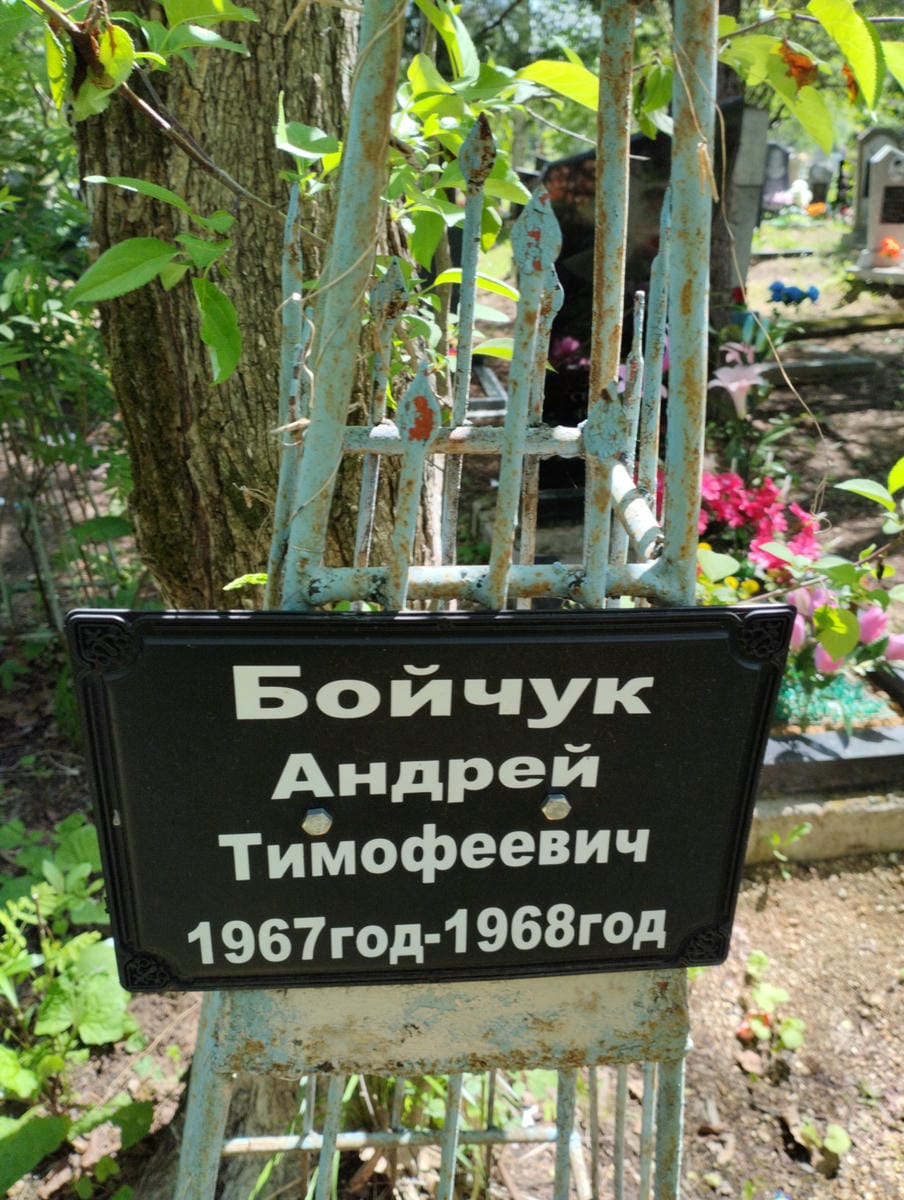 Бойчук
Андрей
Тимофеевич
1967год-1968год